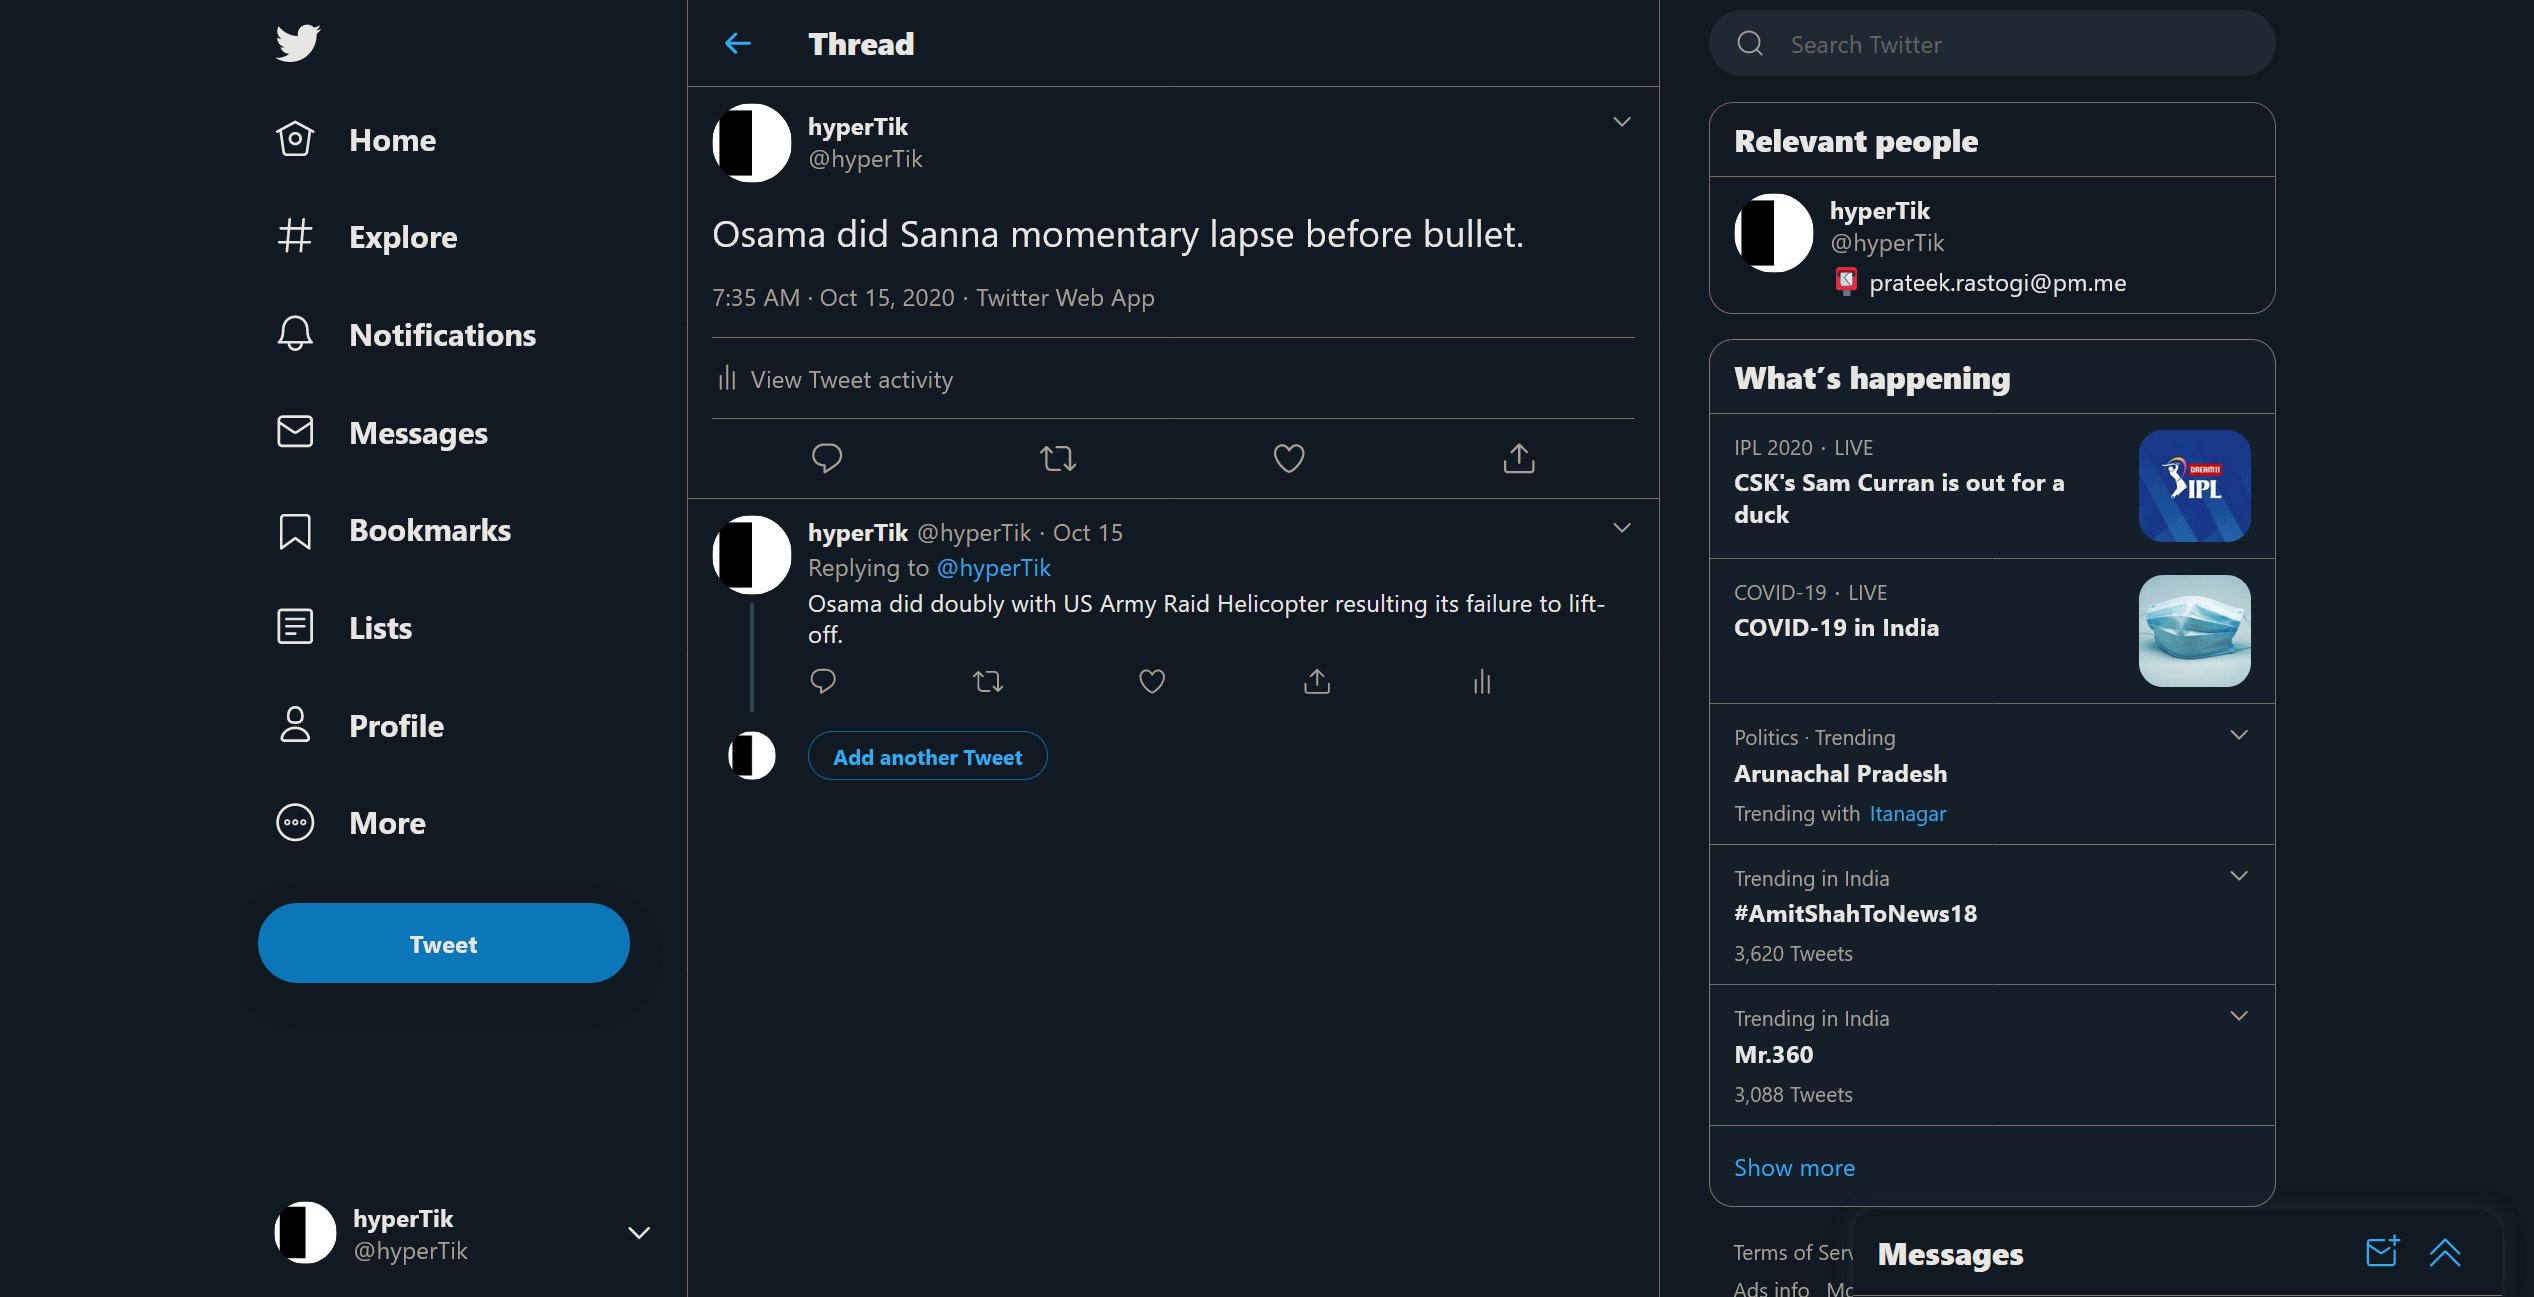 Home
Explore
Notifications
Messages
Bookmarks
Lists
Profile
More
Tweet
hyperTik
@hyperTik
Thread
hyperTik
@hyperTik
Osama did Sanna momentary lapse before bullet.
7:35 AM · Oct 15, 2020 · Twitter Web App
View Tweet activity
hyperTik @hyperTik · Oct 15
Replying to @hyperTik
Osama did doubly with US Army Raid Helicopter resulting its failure to lift-
off.
Add another Tweet
Search Twitter
Relevant people
hyperTik
@hyperTik
prateek.rastogi@pm.me
What's happening
IPL 2020 · LIVE
CSK's Sam Curran is out for a
duck
DREAM11
IPL
COVID-19 · LIVE
COVID-19 in India
Politics · Trending
Arunachal Pradesh
Trending with Itanagar
Trending in India
#AmitShahToNews18
3,620 Tweets
Trending in India
Mr.360
3,088 Tweets
Show more
Terms of
Ads info
Messages